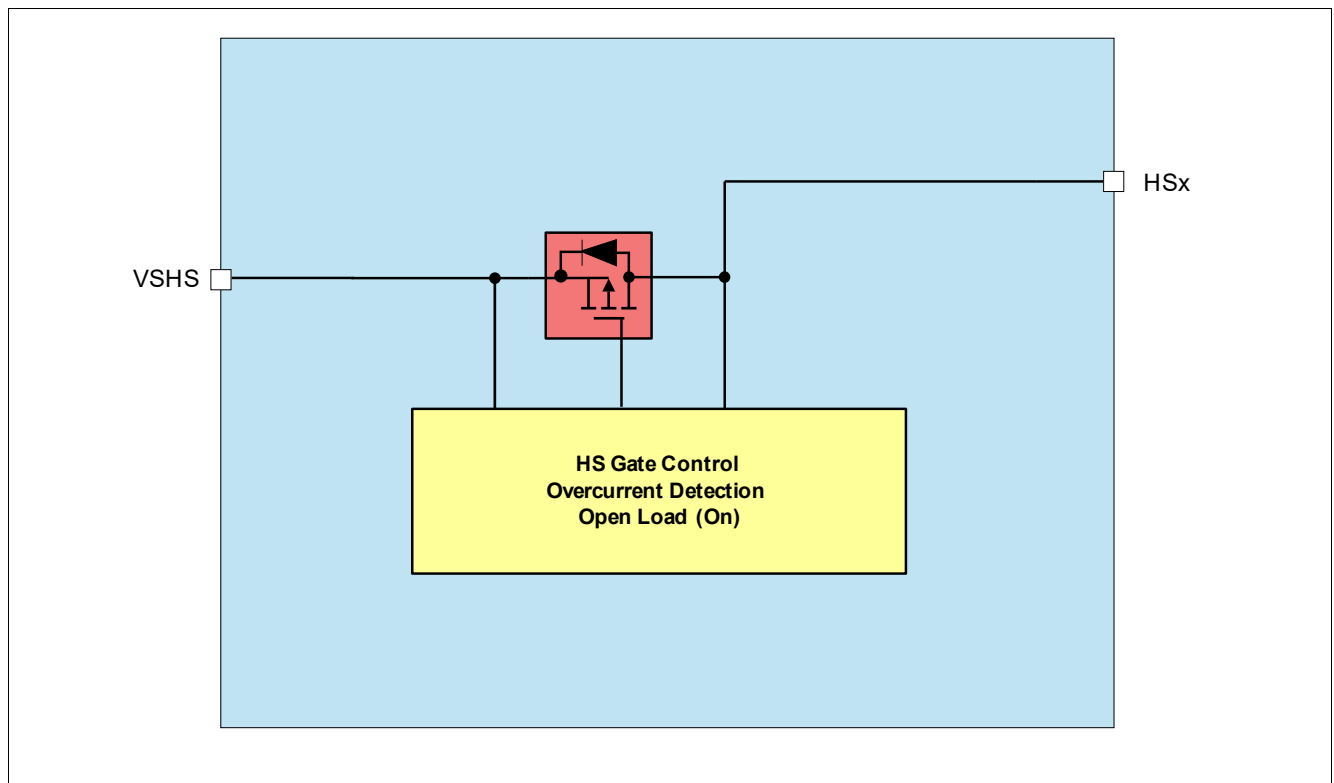 HSx
VSHS
HS Gate Control
Overcurrent Detection
Open Load (On)